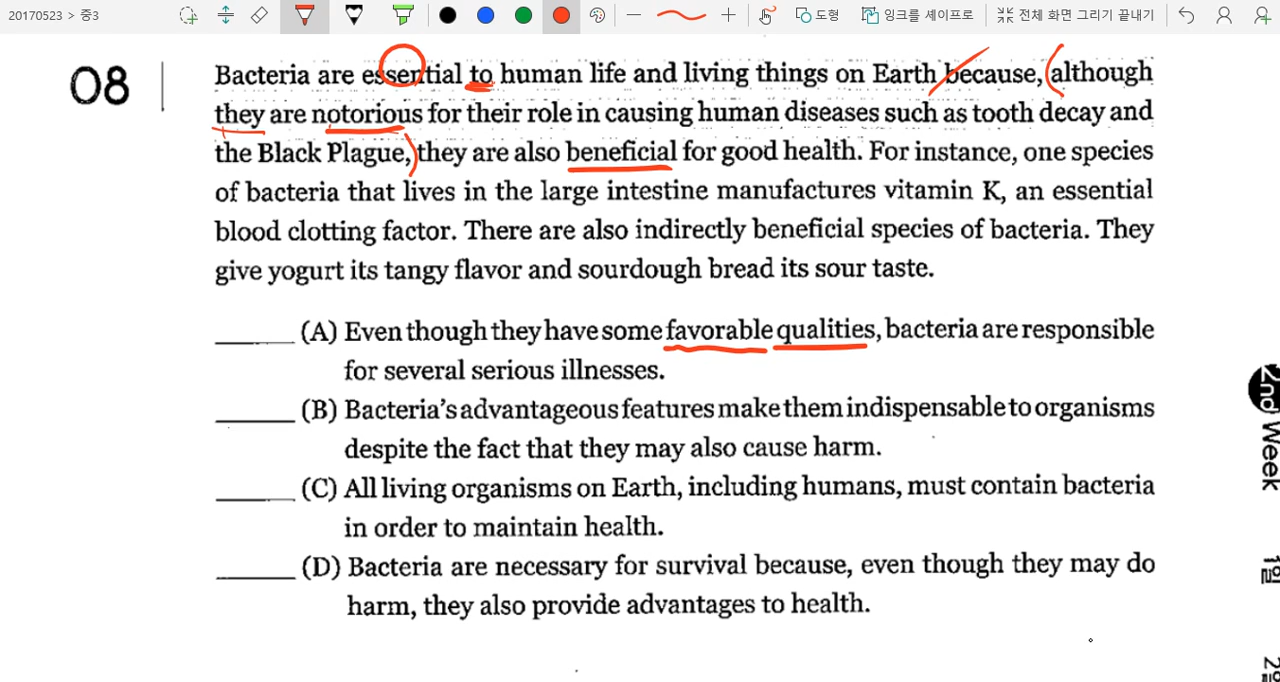 20170523 > 중3
도형
잉크를 셰이프로
전체 화면 그리기 끝내기
08
Bacteria are essential to human life and living things on Earth because, although
they are notorious for their role in causing human diseases such as tooth decay and
the Black Plague, they are also beneficial for good health. For instance, one species
of bacteria that lives in the large intestine manufactures vitamin K, an essential
blood clotting factor. There are also indirectly beneficial species of bacteria. They
give yogurt its tangy flavor and sourdough bread its sour taste.
(A) Even though they have some favorable qualities, bacteria are responsible
for several serious illnesses.
(B) Bacteria's advantageous features make them indispensable to organisms
despite the fact that they may also cause harm.
(C) All living organisms on Earth, including humans, must contain bacteria
in order to maintain health.
(D) Bacteria are necessary for survival because, even though they may do
harm, they also provide advantages to health.
2nd Week
1일